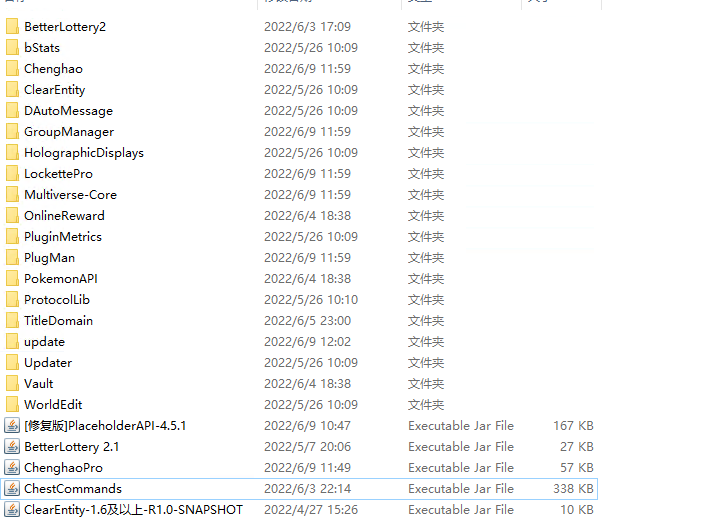 BetterLottery2 2022/6/3 17:09 文件夹
bStats 2022/5/26 10:09 文件夹
Chenghao 2022/6/9 11:59 文件夹
ClearEntity 2022/5/26 10:09 文件夹
DAutoMessage 2022/5/26 10:09 文件夹
GroupManager 2022/6/9 11:59 文件夹
HolographicDisplays 2022/5/26 10:09 文件夹
LockettePro 2022/6/9 11:59 文件夹
Multiverse-Core 2022/6/9 11:59 文件夹
OnlineReward 2022/6/4 18:38 文件夹
PluginMetrics 2022/5/26 10:09 文件夹
PlugMan 2022/6/9 11:59 文件夹
PokemonAPI 2022/6/4 18:38 文件夹
ProtocolLib 2022/5/26 10:10 文件夹
TitleDomain 2022/6/5 23:00 文件夹
update 2022/6/9 12:02 文件夹
Updater 2022/5/26 10:09 文件夹
Vault 2022/6/4 18:38 文件夹
WorldEdit 2022/5/26 10:09 文件夹
[修复版]PlaceholderAPI-4.5.1 2022/6/9 10:47 Executable Jar File 167 KB
BetterLottery 2.1 2022/5/7 20:06 Executable Jar File 27 KB
ChenghaoPro 2022/6/9 11:49 Executable Jar File 57 KB
ChestCommands 2022/6/3 22:14 Executable Jar File 338 KB
ClearEntity-1.6及以上-R1.0-SNAPSHOT 2022/4/27 15:26 Executable Jar File 10 KB